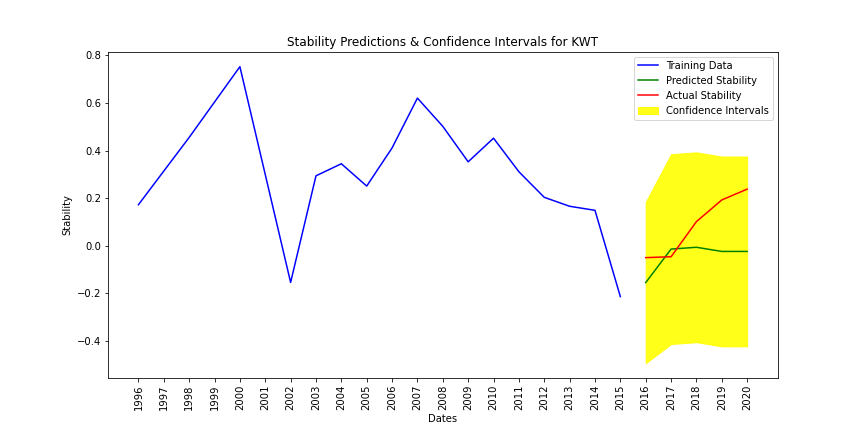 Stability Predictions & Confidence Intervals for KWT
Training Data
Predicted Stability
Actual Stability
Confidence Intervals
Stability
0.8
0.6
0.4
0.2
0.0
−0.2
−0.4
1996 1997 1998 1999 2000 2001 2002 2003 2004 2005 2006 2007 2008 2009 2010 2011 2012 2013 2014 2015 2016 2017 2018 2019 2020
Dates